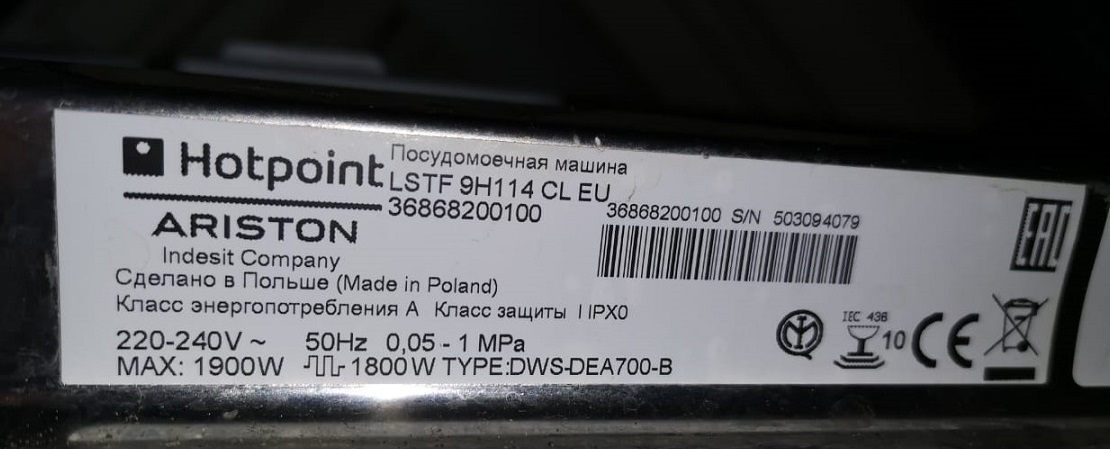 Hotpoint
ARISTON
Indesit Company
Посудомоечная машина
LSTF 9H114 CL EU
36868200100
36868200100 S/N 503094079
Сделано в Польше (Made in Poland)
Класс энергопотребления А Класс защиты I IPX0
220-240V ~ 50Hz 0,05 - 1 MPa
MAX: 1900W 1800W TYPE:DWS-DEA700-B
IEC 436
10
CE
EAC